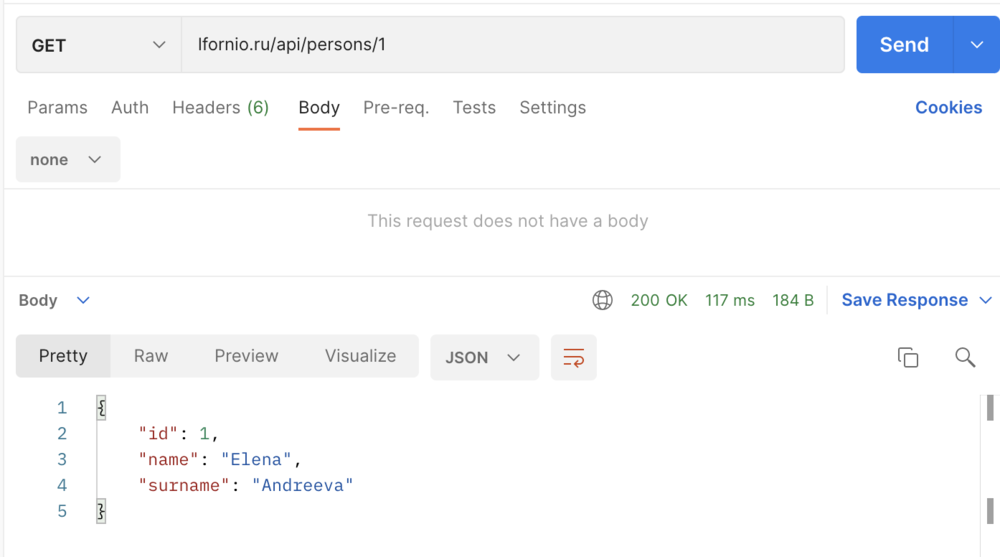 GET lfornio.ru/api/persons/1 Send
Params Auth Headers (6) Body Pre-req. Tests Settings Cookies
none
This request does not have a body
Body 200 OK 117 ms 184 B Save Response
Pretty Raw Preview Visualize JSON
1 {
2 "id": 1,
3 "name": "Elena",
4 "surname": "Andreeva"
5 }